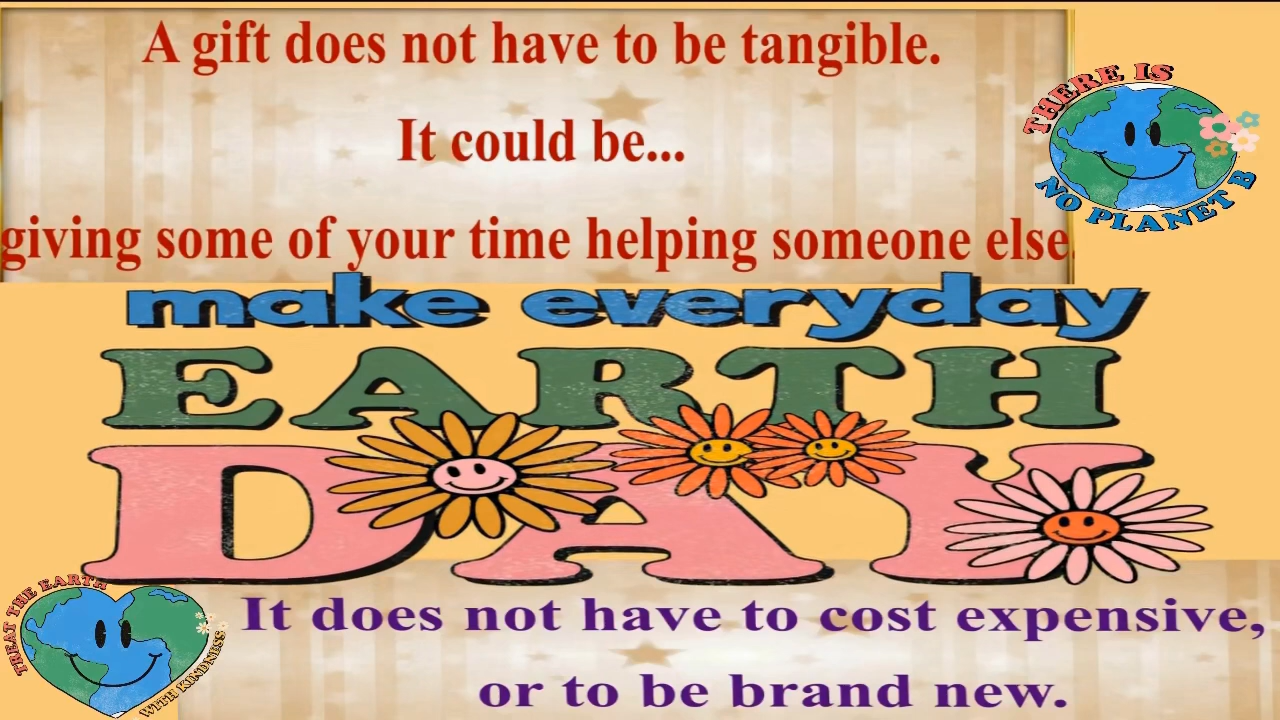 A gift does not have to be tangible.
It could be...
giving some of your time helping someone else.
THERE IS
NO PLANET B
make everyday
EARTH
DAY
TREAT THE EARTH
WITH KINDNESS
It does not have to cost expensive,
or to be brand new.